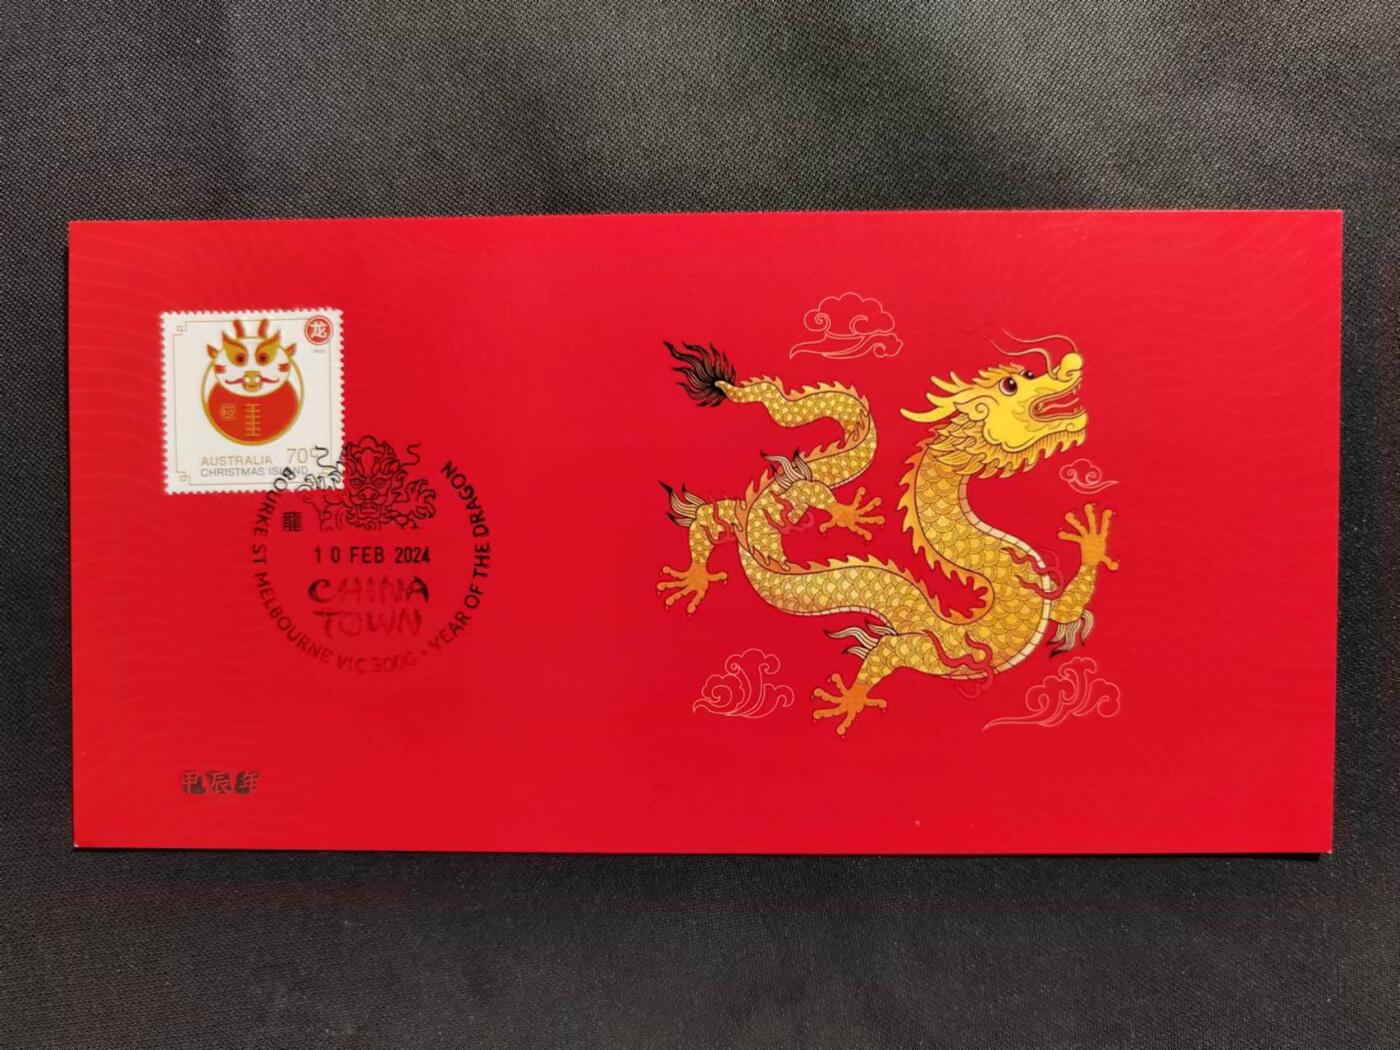 龙
AUSTRALIA 70c
CHRISTMAS ISLAND
龍
10 FEB 2024
CHINA
TOWN
BOURKE ST MELBOURNE VIC 3000 • YEAR OF THE DRAGON
甲辰年